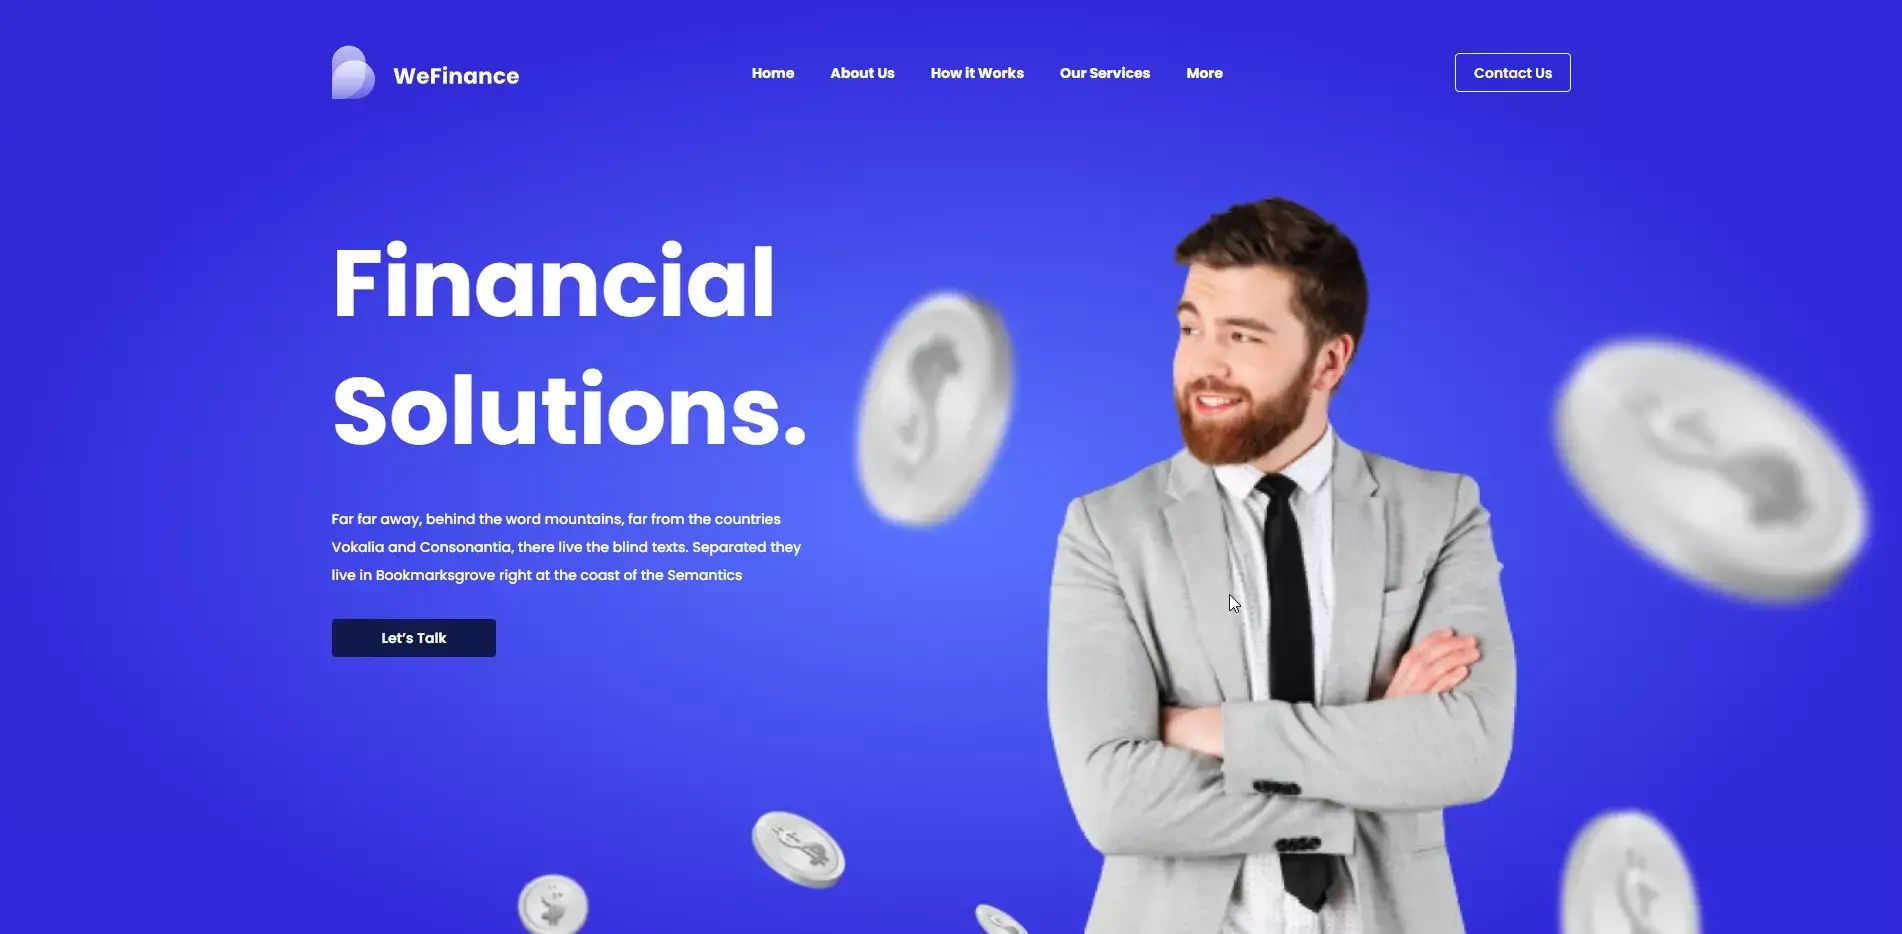 WeFinance
Home
About Us
How it Works
Our Services
More
Contact Us
Financial
Solutions.
Far far away, behind the word mountains, far from the countries
Vokalia and Consonantia, there live the blind texts. Separated they
live in Bookmarksgrove right at the coast of the Semantics
Let's Talk